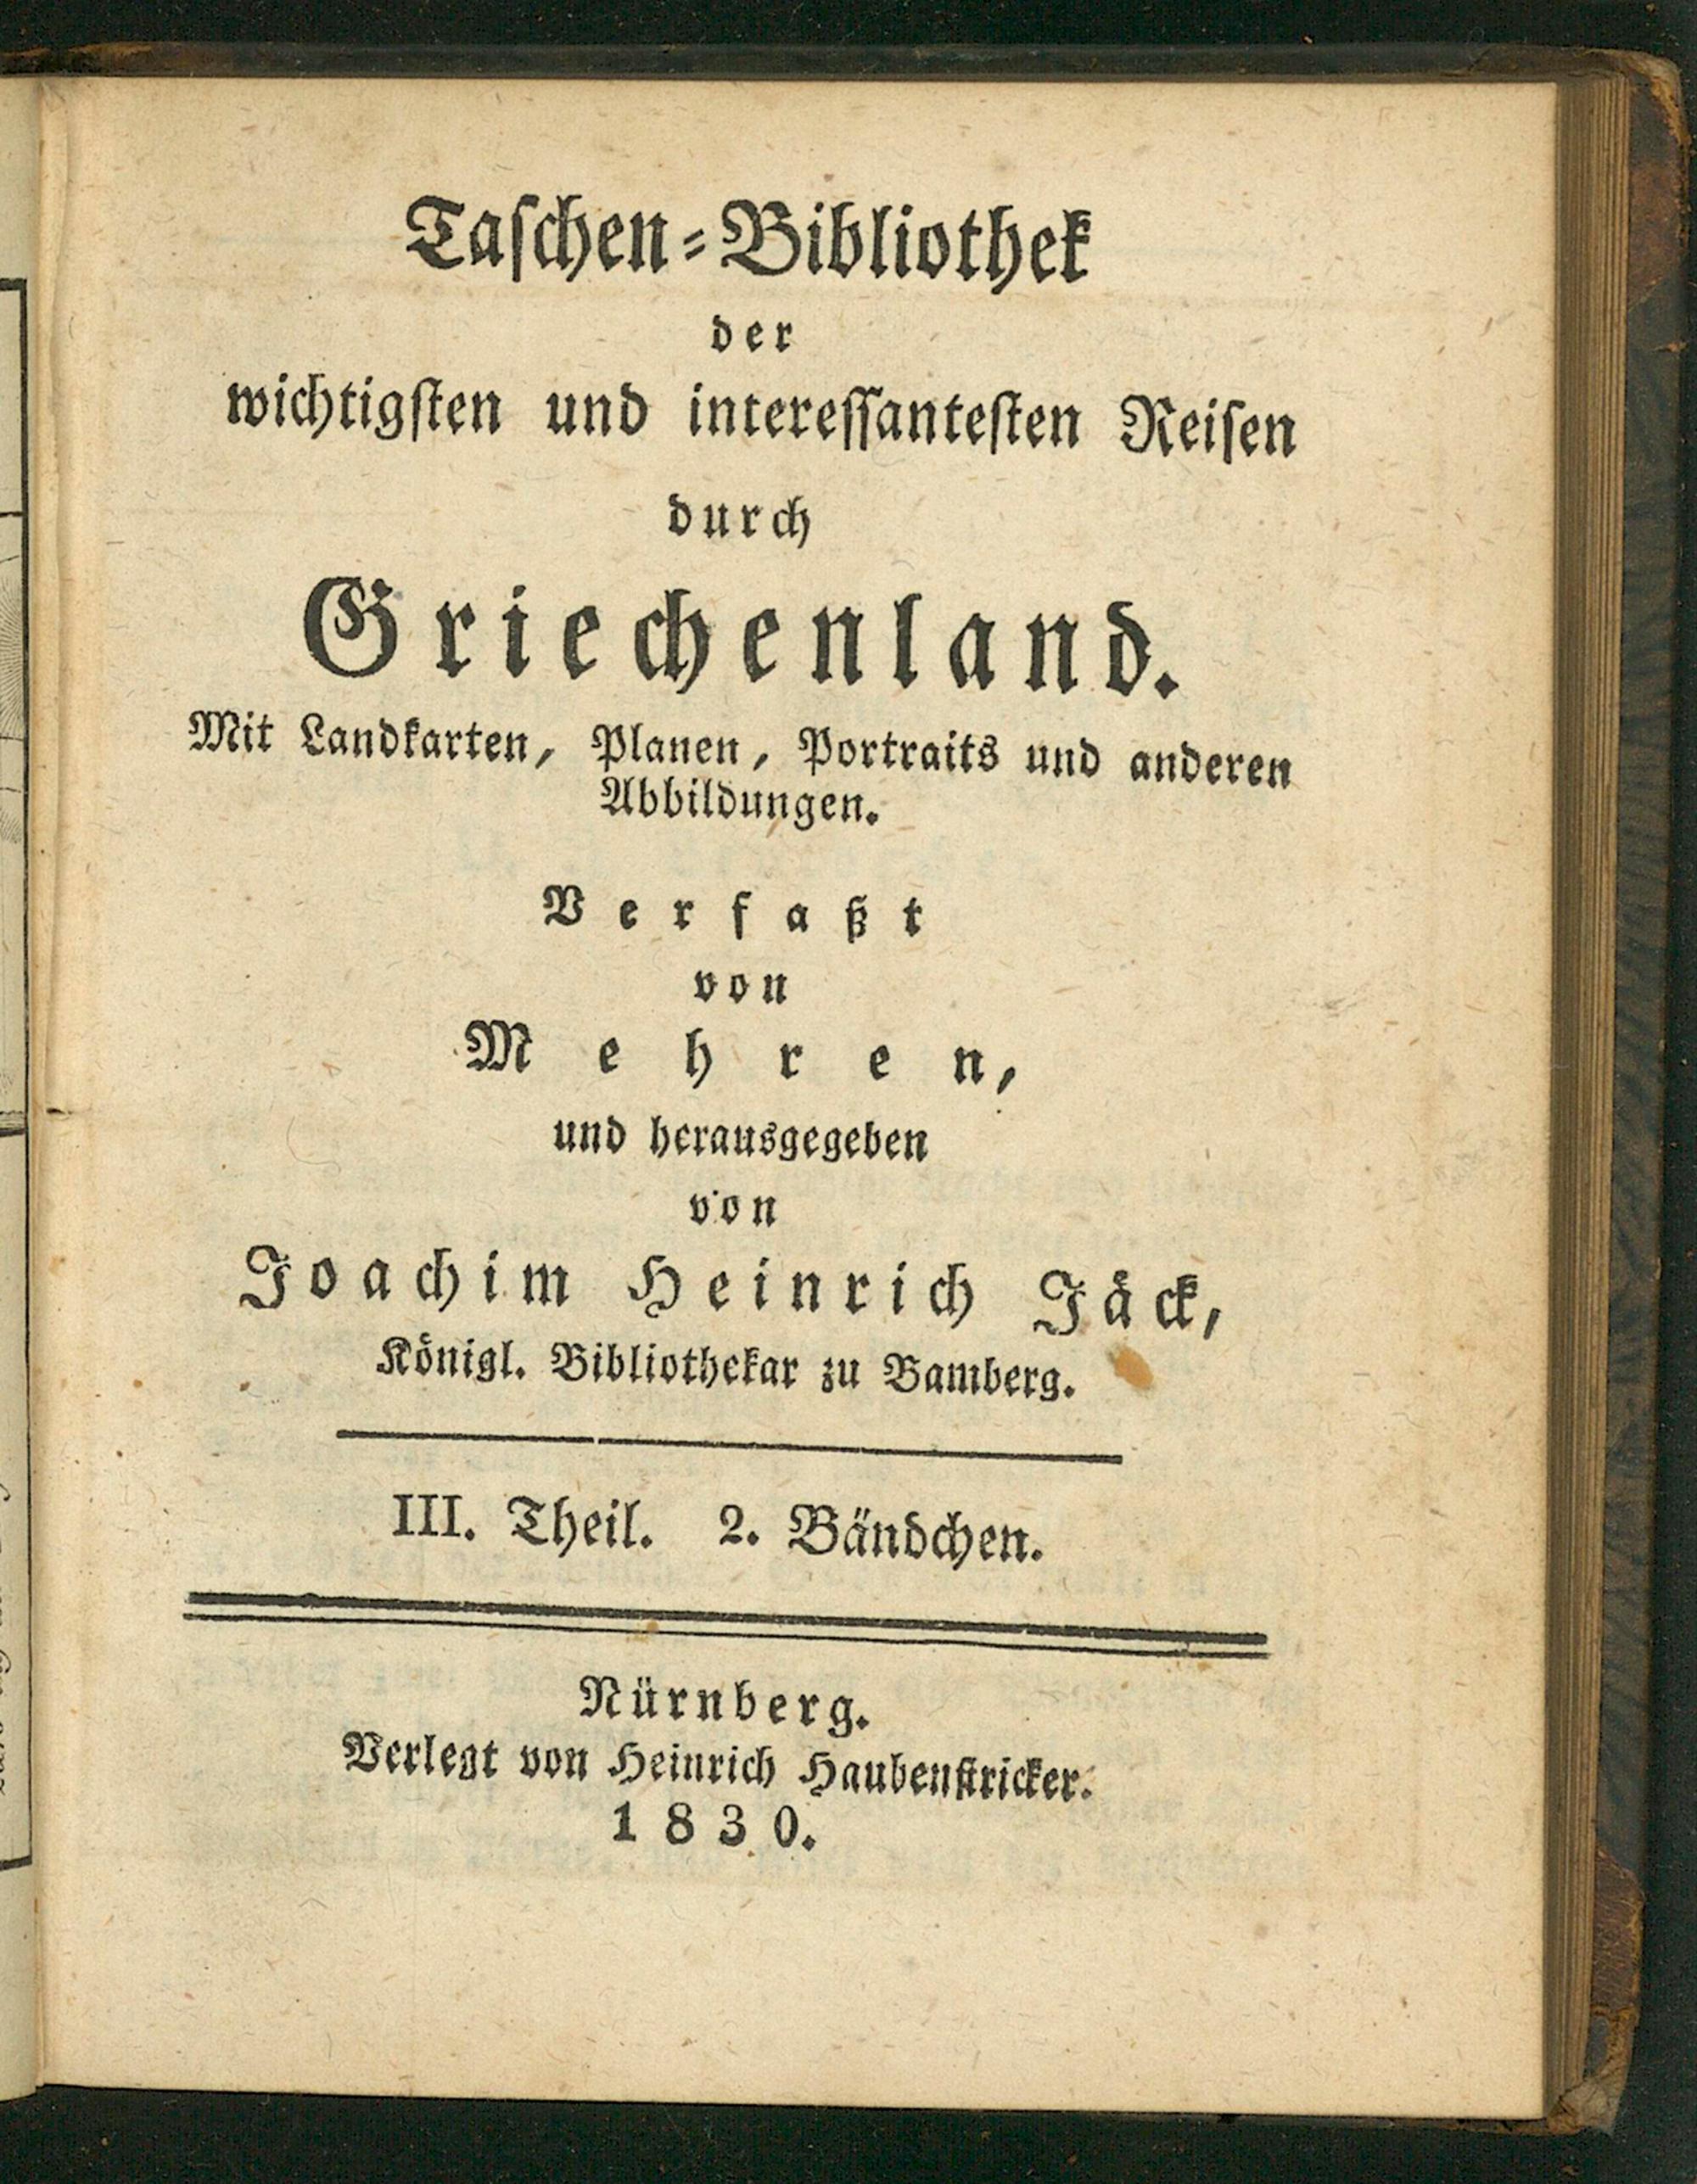 Taschen-Bibliothek
der
wichtigsten und interessantesten Reisen
durch
Griechenland.
Mit Landkarten, Planen, Portraits und anderen
Abbildungen.
Verfaßt
von
Mehren,
und herausgegeben
von
Joachim Heinrich Jäck,
Königl. Bibliothekar zu Bamberg.
III. Theil. 2. Bändchen.
Nürnberg.
Verlegt von Heinrich Haubenstricker.
1830.